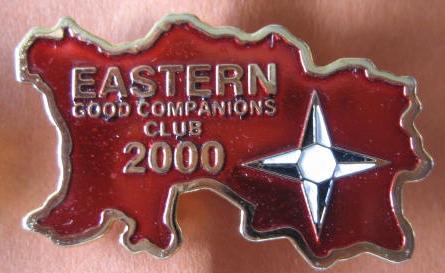 EASTERN
GOOD COMPANIONS
CLUB
2000